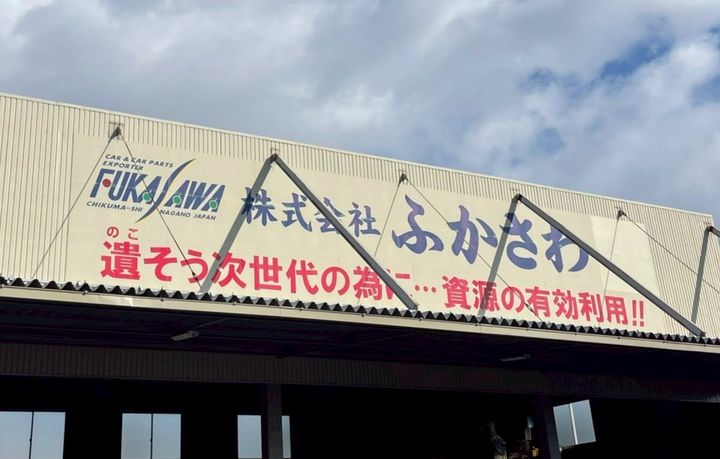 CAR & CAR PARTS
EXPORTER
FUKASAWA
CHIKUMA-SHI NAGANO JAPAN
株式会社 ふかさわ
のこ
遺そう次世代の為に…資源の有効利用!!